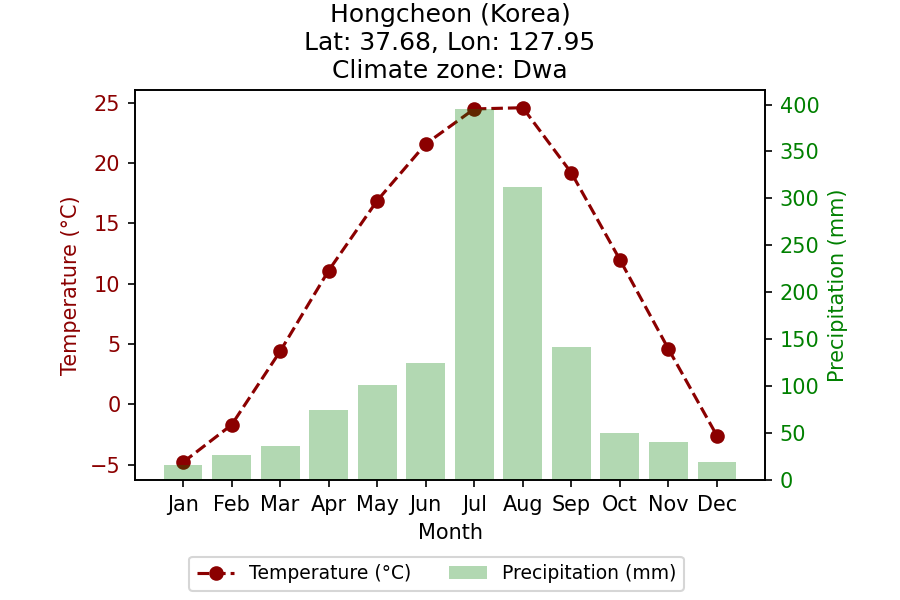 Hongcheon (Korea)
Lat: 37.68, Lon: 127.95
Climate zone: Dwa
Temperature (°C)
25
20
15
10
5
0
−5
400
350
300
250
200
150
100
50
0
Precipitation (mm)
Jan Feb Mar Apr May Jun Jul Aug Sep Oct Nov Dec
Month
Temperature (°C) Precipitation (mm)